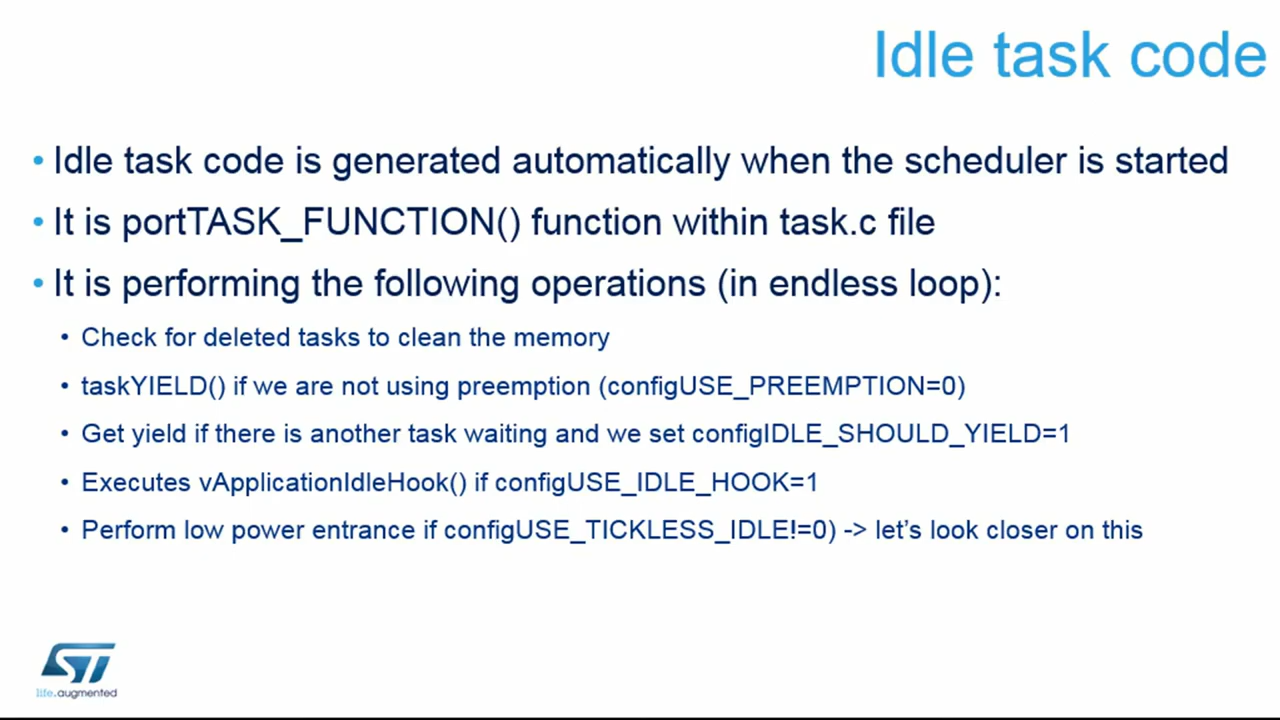 Idle task code
• Idle task code is generated automatically when the scheduler is started
• It is portTASK_FUNCTION() function within task.c file
• It is performing the following operations (in endless loop):
• Check for deleted tasks to clean the memory
• taskYIELD() if we are not using preemption (configUSE_PREEMPTION=0)
• Get yield if there is another task waiting and we set configIDLE_SHOULD_YIELD=1
• Executes vApplicationIdleHook() if configUSE_IDLE_HOOK=1
• Perform low power entrance if configUSE_TICKLESS_IDLE!=0) -> let's look closer on this
ST
life.augmented